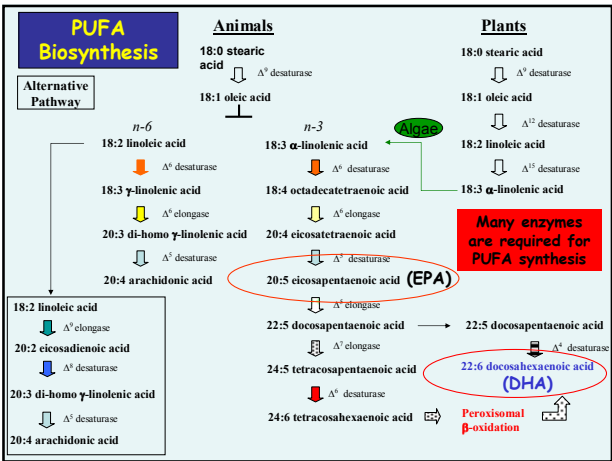 PUFA
Biosynthesis
Animals
Plants
Alternative
Pathway
18:0 stearic
acid
Δ9 desaturase
18:1 oleic acid
18:0 stearic acid
Δ9 desaturase
18:1 oleic acid
Δ12 desaturase
18:2 linoleic acid
Δ15 desaturase
18:3 α-linolenic acid
Algae
n-6
18:2 linoleic acid
Δ6 desaturase
18:3 γ-linolenic acid
Δ6 elongase
20:3 di-homo γ-linolenic acid
Δ5 desaturase
20:4 arachidonic acid
n-3
18:3 α-linolenic acid
Δ6 desaturase
18:4 octadecatetraenoic acid
Δ6 elongase
20:4 eicosatetraenoic acid
desaturase
20:5 eicosapentaenoic acid (EPA)
elongase
22:5 docosapentaenoic acid
Δ7 elongase
24:5 tetracosapentaenoic acid
Δ6 desaturase
24:6 tetracosahexaenoic acid
Many enzymes
are required for
PUFA synthesis
22:5 docosapentaenoic acid
Δ4 desaturase
22:6 docosahexaenoic acid
(DHA)
Peroxisomal
β-oxidation
18:2 linoleic acid
Δ9 elongase
20:2 eicosadienoic acid
Δ8 desaturase
20:3 di-homo γ-linolenic acid
Δ5 desaturase
20:4 arachidonic acid